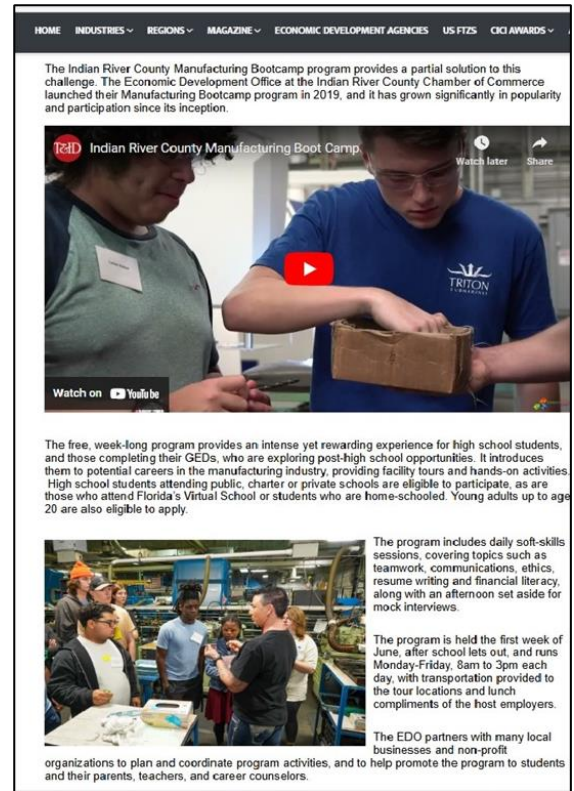 HOME INDUSTRIES REGIONS MAGAZINE ECONOMIC DEVELOPMENT AGENCIES US FTZS CICI AWARDS
The Indian River County Manufacturing Bootcamp program provides a partial solution to this
challenge. The Economic Development Office at the Indian River County Chamber of Commerce
launched their Manufacturing Bootcamp program in 2019, and it has grown significantly in popularity
and participation since its inception.
T&ID Indian River County Manufacturing Boot Camp
Watch later Share
TRITON
SUBMARINES
Watch on YouTube
The free, week-long program provides an intense yet rewarding experience for high school students,
and those completing their GEDs, who are exploring post-high school opportunities. It introduces
them to potential careers in the manufacturing industry, providing facility tours and hands-on activities.
High school students attending public, charter or private schools are eligible to participate, as are
those who attend Florida's Virtual School or students who are home-schooled. Young adults up to age
20 are also eligible to apply.
The program includes daily soft-skills
sessions, covering topics such as
teamwork, communications, ethics,
resume writing and financial literacy,
along with an afternoon set aside for
mock interviews.
The program is held the first week of
June, after school lets out, and runs
Monday-Friday, 8am to 3pm each
day, with transportation provided to
the tour locations and lunch
compliments of the host employers.
The EDO partners with many local
businesses and non-profit
organizations to plan and coordinate program activities, and to help promote the program to students
and their parents, teachers, and career counselors.